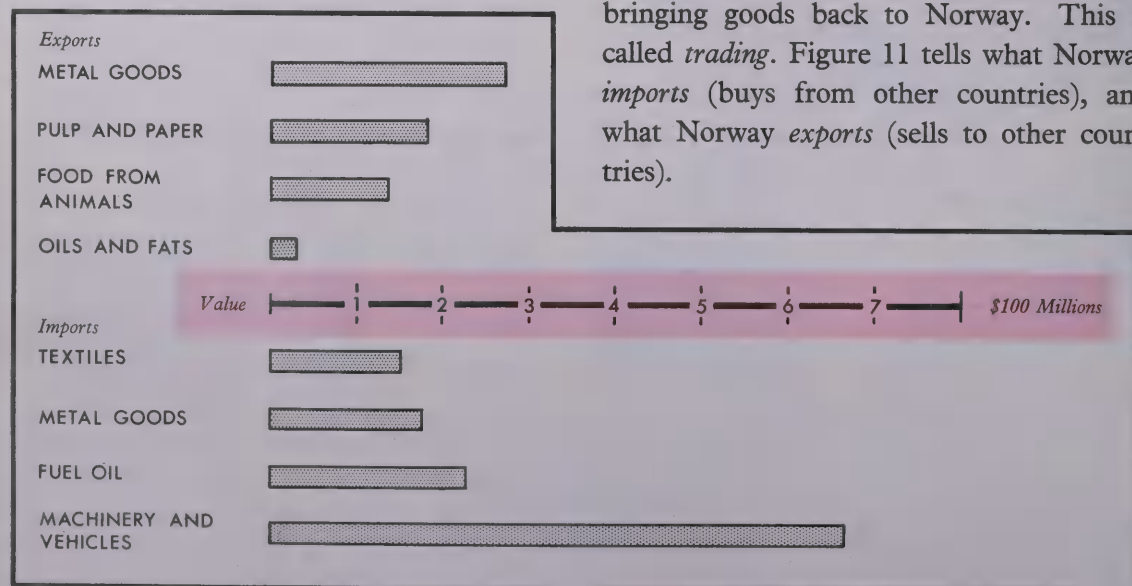 bringing goods back to Norway. This
called trading. Figure 11 tells what
imports (buys from other countries),
what Norway exports (sells to other coun
tries).
Exports
METAL GOODS
PULP AND PAPER
FOOD FROM
ANIMALS
OILS AND FATS
Value 1 2 3 4 5 6 7 $100 Millions
Imports
TEXTILES
METAL GOODS
FUEL OIL
MACHINERY AND
VEHICLES